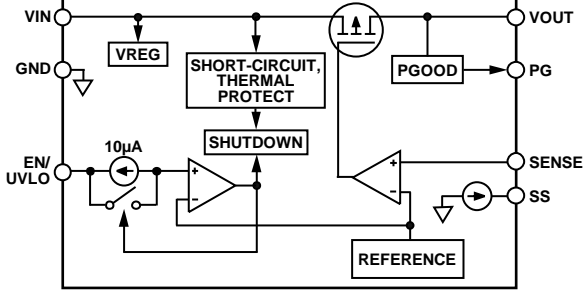 VIN
VOUT
VREG
GND
SHORT-CIRCUIT,
THERMAL
PROTECT
PGOOD
PG
SHUTDOWN
10µA
EN/
UVLO
+
−
+
−
SENSE
SS
REFERENCE